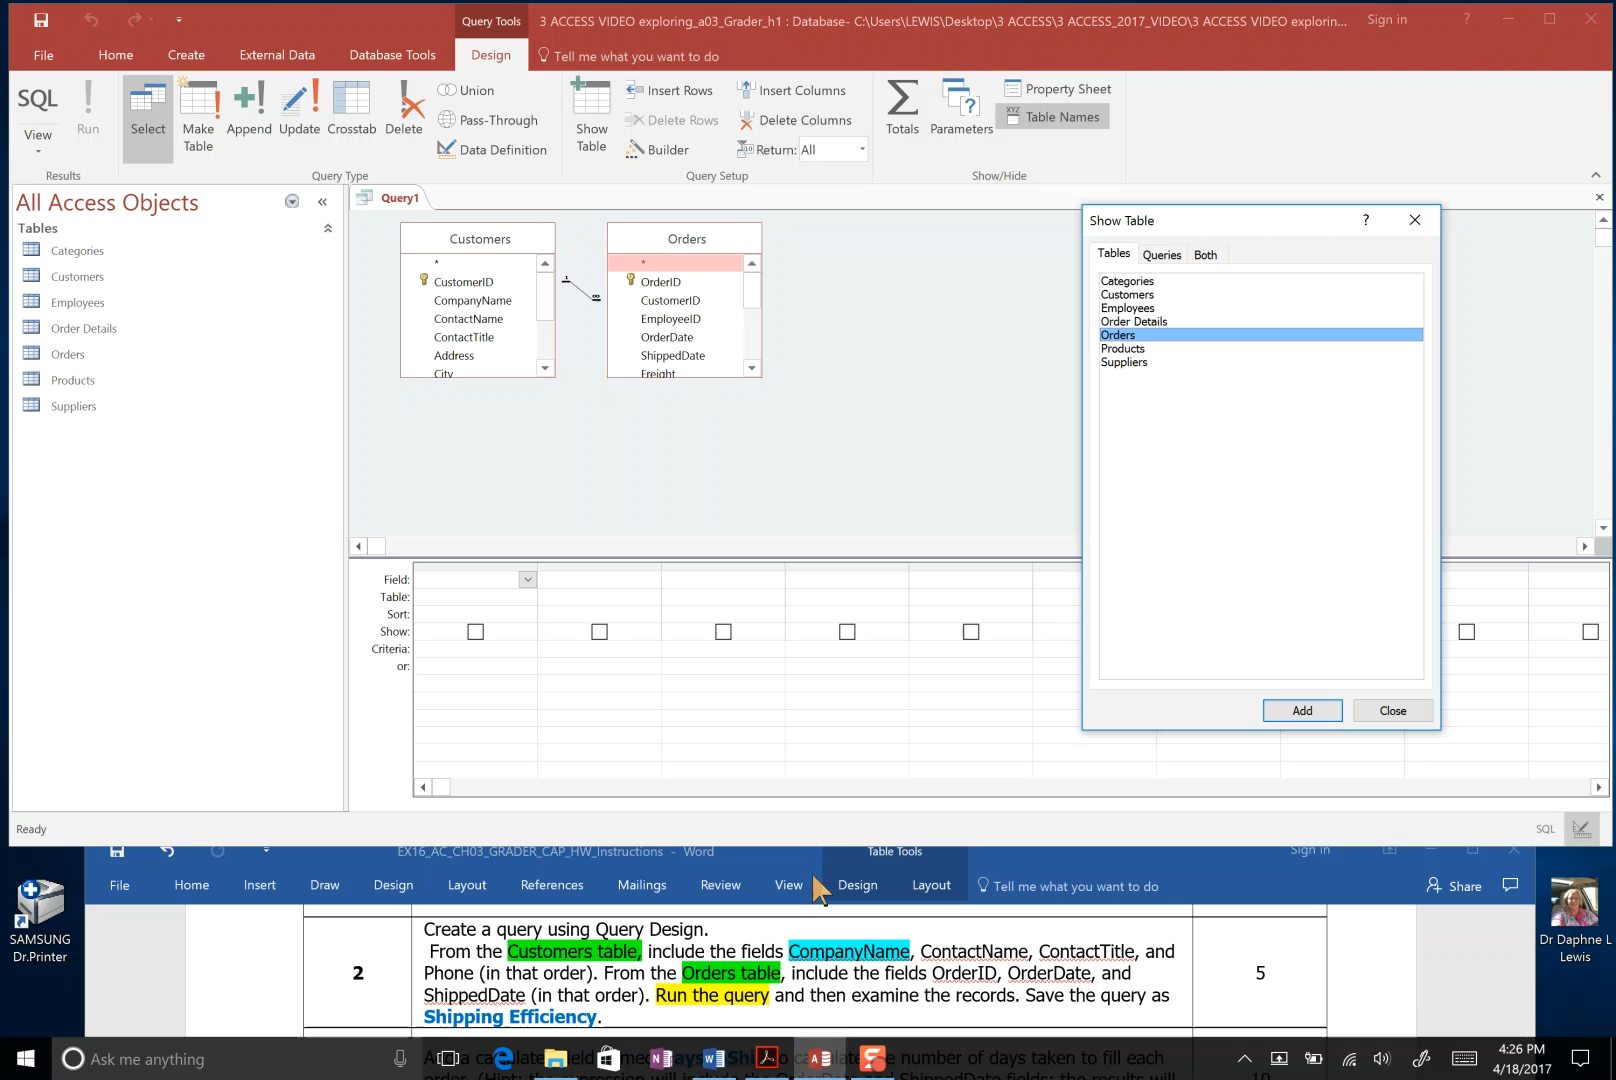 Query Tools
3 ACCESS VIDEO exploring_a03_Grader_h1 : Database- C:\Users\LEWIS\Desktop\3 ACCESS\3 ACCESS_2017_VIDEO\3 ACCESS VIDEO explorin...
Sign in
?
File Home Create External Data Database Tools Design Tell me what you want to do
SQL
View
Run
Results
Select
Make
Table
Append
Update
Crosstab
Delete
Union
Pass-Through
Data Definition
Query Type
Show
Table
Insert Rows
Delete Rows
Builder
Insert Columns
Delete Columns
Return: All
Query Setup
Totals
Parameters
Property Sheet
XYZ Table Names
Show/Hide
All Access Objects
Tables
Categories
Customers
Employees
Order Details
Orders
Products
Suppliers
Query1
Customers
*
CustomerID
CompanyName
ContactName
ContactTitle
Address
City
1 ∞
Orders
*
OrderID
CustomerID
EmployeeID
OrderDate
ShippedDate
Freight
Show Table
?
Tables Queries Both
Categories
Customers
Employees
Order Details
Orders
Products
Suppliers
Add Close
Field:
Table:
Sort:
Show:
Criteria:
or:
Ready
SQL
EX16_AC_CH03_GRADER_CAP_HW_Instructions - Word
Table Tools
Sign in
File Home Insert Draw Design Layout References Mailings Review View Design Layout Tell me what you want to do
Share
SAMSUNG
Dr.Printer
Dr Daphne L
Lewis
2
Create a query using Query Design.
From the Customers table, include the fields CompanyName, ContactName, ContactTitle, and
Phone (in that order). From the Orders table, include the fields OrderID, OrderDate, and
ShippedDate (in that order). Run the query and then examine the records. Save the query as
Shipping Efficiency.
5
Ask me anything
number of days taken to fill each
4:26 PM
4/18/2017